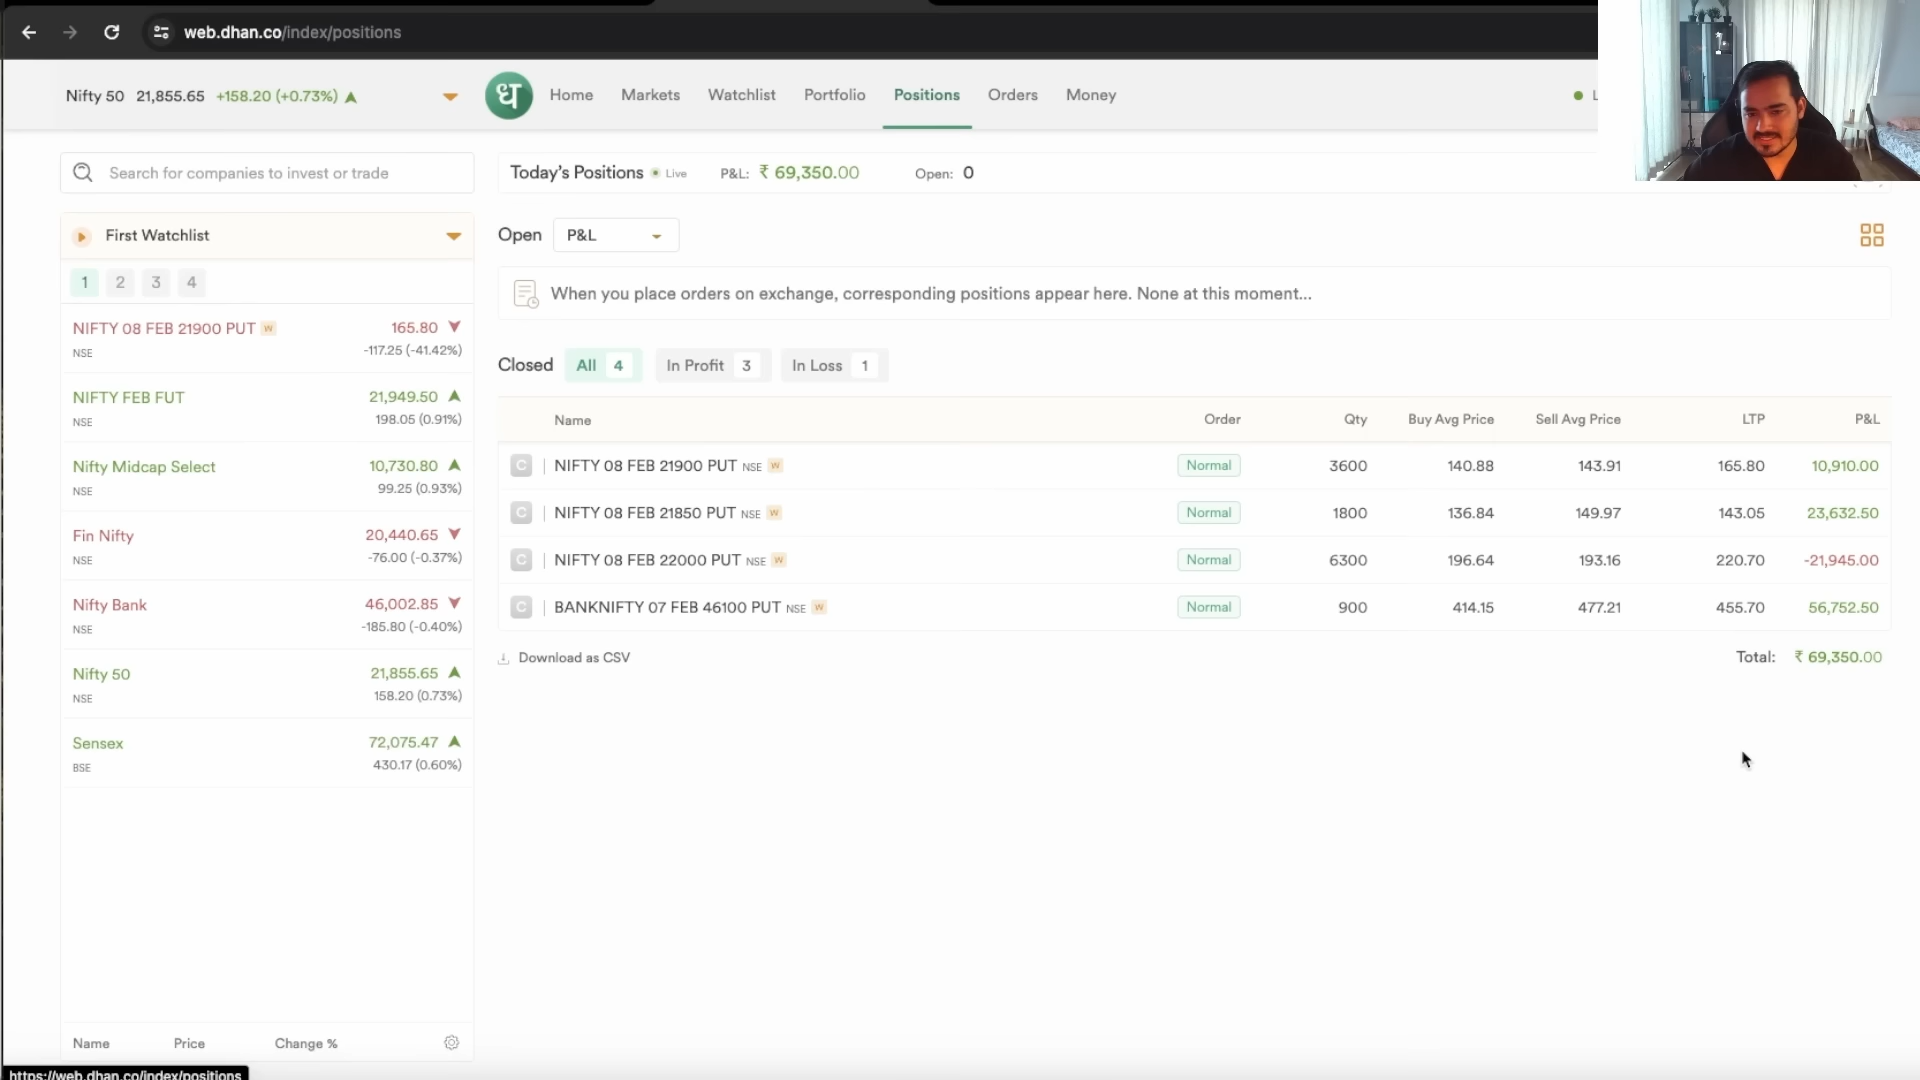 web.dhan.co/index/positions
Nifty 50 21,855.65 +158.20 (+0.73%)
ध
Home Markets Watchlist Portfolio Positions Orders Money
Search for companies to invest or trade
Today's Positions Live P&L: ₹ 69,350.00 Open: 0
First Watchlist
1 2 3 4
NIFTY 08 FEB 21900 PUT W 165.80
NSE -117.25 (-41.42%)
NIFTY FEB FUT 21,949.50
NSE 198.05 (0.91%)
Nifty Midcap Select 10,730.80
NSE 99.25 (0.93%)
Fin Nifty 20,440.65
NSE -76.00 (-0.37%)
Nifty Bank 46,002.85
NSE -185.80 (-0.40%)
Nifty 50 21,855.65
NSE 158.20 (0.73%)
Sensex 72,075.47
BSE 430.17 (0.60%)
Name Price Change %
Open P&L
When you place orders on exchange, corresponding positions appear here. None at this moment...
Closed All 4 In Profit 3 In Loss 1
Name Order Qty Buy Avg Price Sell Avg Price LTP P&L
C | NIFTY 08 FEB 21900 PUT NSE W Normal 3600 140.88 143.91 165.80 10,910.00
C | NIFTY 08 FEB 21850 PUT NSE W Normal 1800 136.84 149.97 143.05 23,632.50
C | NIFTY 08 FEB 22000 PUT NSE W Normal 6300 196.64 193.16 220.70 -21,945.00
C | BANKNIFTY 07 FEB 46100 PUT NSE W Normal 900 414.15 477.21 455.70 56,752.50
Download as CSV Total: ₹ 69,350.00
https://web.dhan.co/index/positions